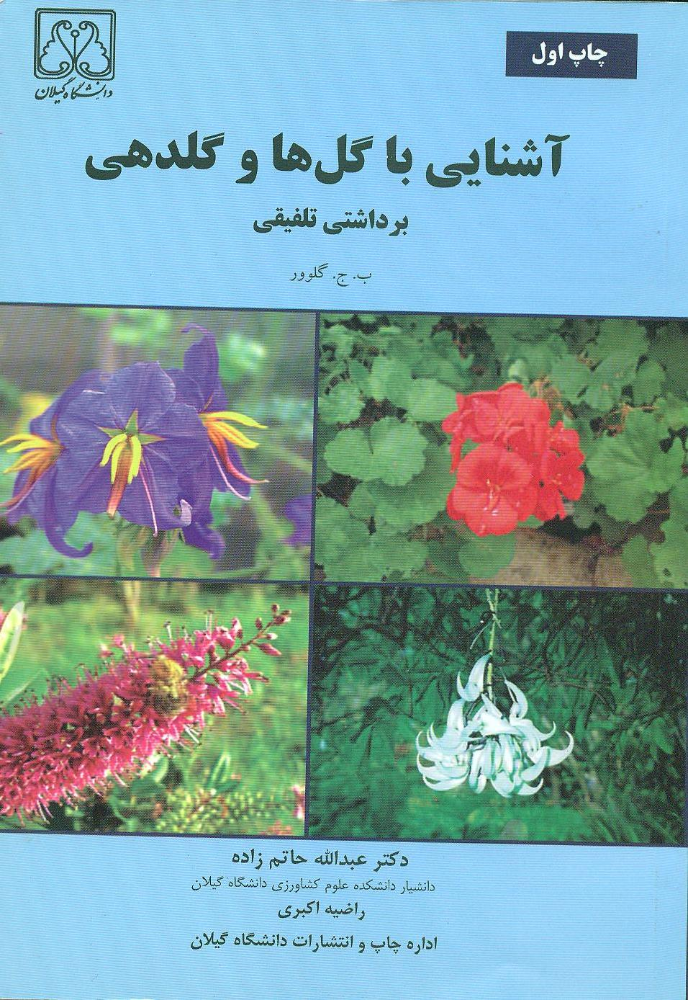 چاپ اول
دانشگاه گیلان
آشنایی با گل‌ها و گلدهی
برداشتی تلفیقی
ب. ج. گلوور
دکتر عبدالله حاتم زاده
دانشیار دانشکده علوم کشاورزی دانشگاه گیلان
راضیه اکبری
اداره چاپ و انتشارات دانشگاه گیلان